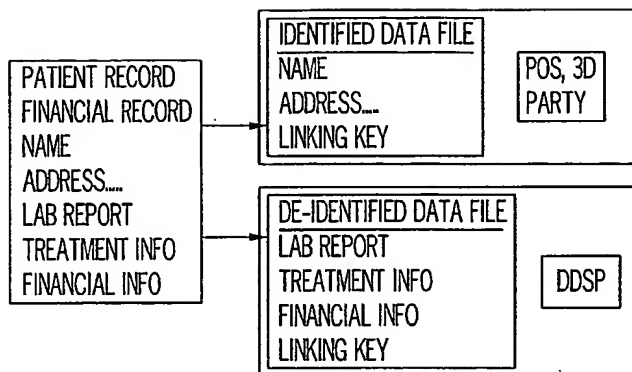 PATIENT RECORD
FINANCIAL RECORD
NAME
ADDRESS.....
LAB REPORT
TREATMENT INFO
FINANCIAL INFO
IDENTIFIED DATA FILE
NAME
ADDRESS....
LINKING KEY
POS, 3D
PARTY
DE-IDENTIFIED DATA FILE
LAB REPORT
TREATMENT INFO
FINANCIAL INFO
LINKING KEY
DDSP